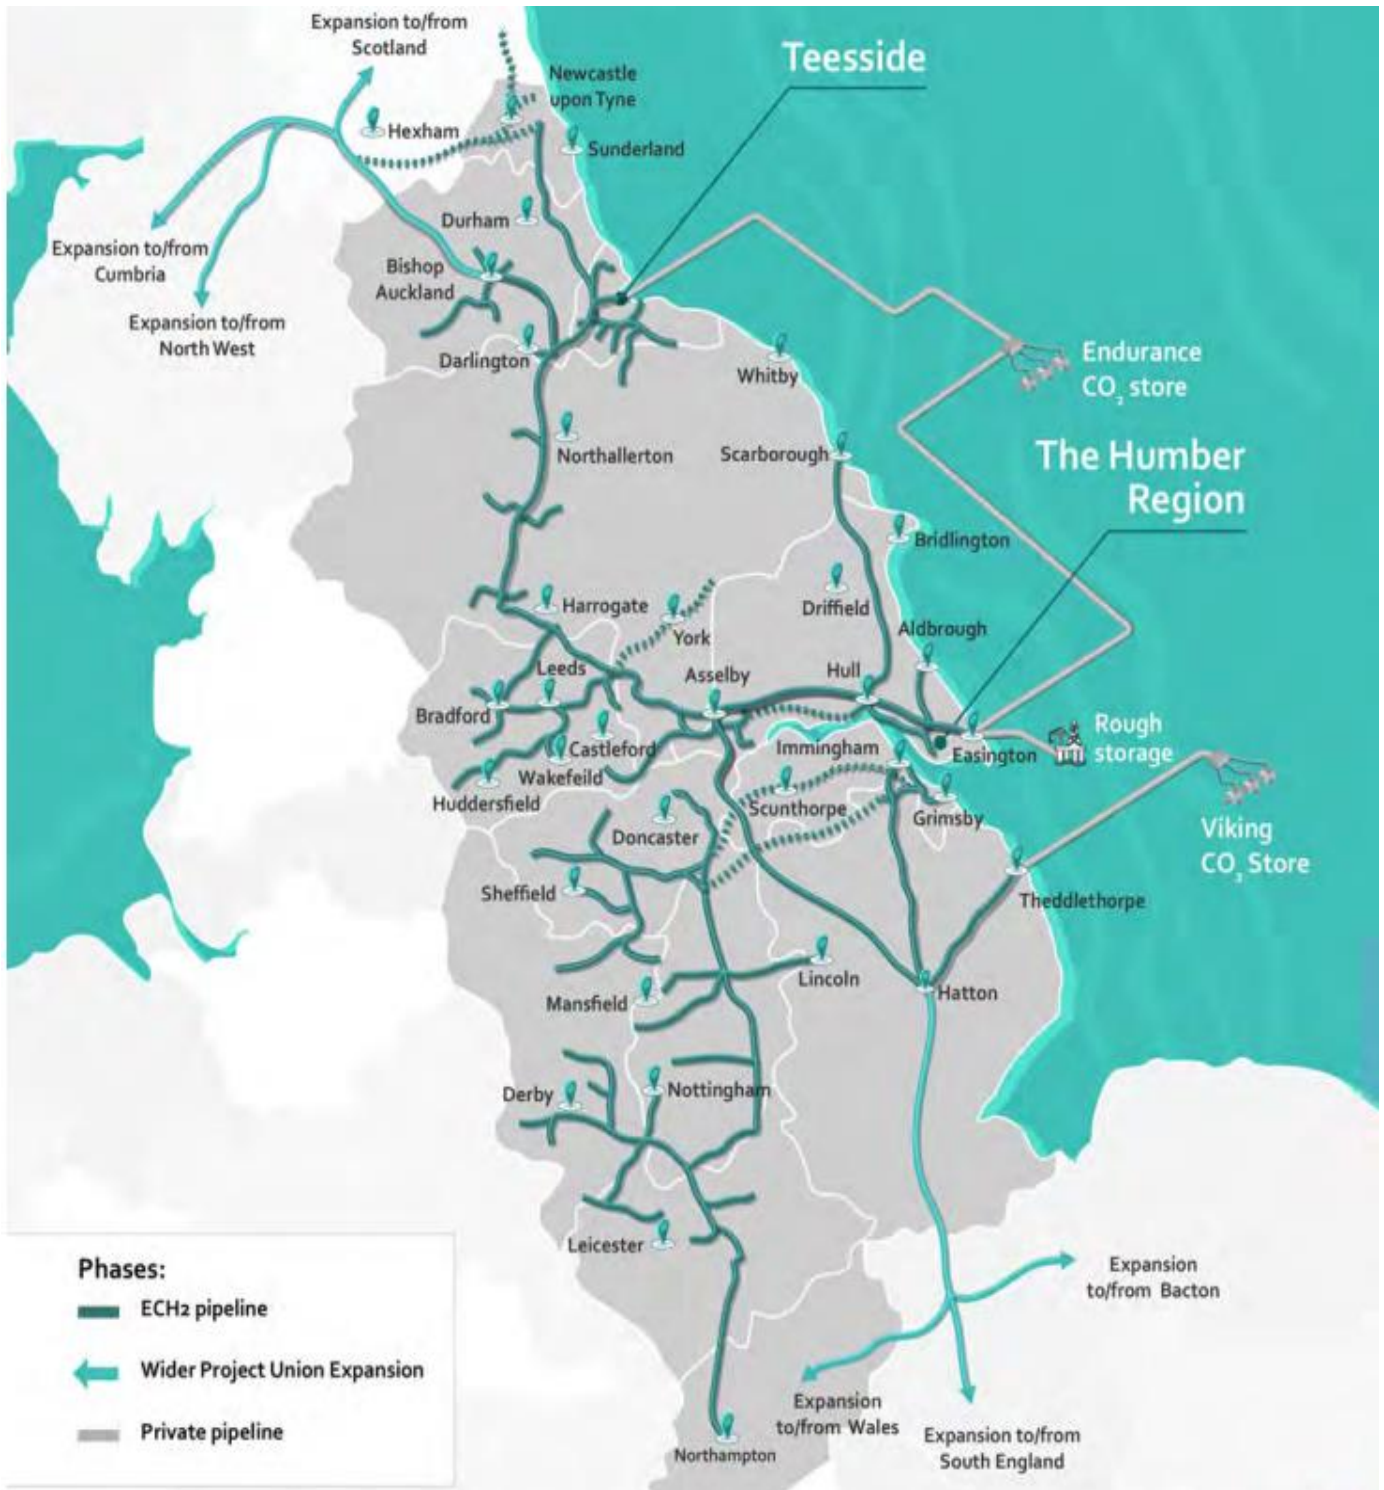 Expansion to/from
Scotland
Teesside
Newcastle
upon Tyne
Hexham
Sunderland
Durham
Expansion to/from
Cumbria
Bishop
Auckland
Expansion to/from
North West
Darlington
Whitby
Endurance
CO₂ store
Northallerton
Scarborough
The Humber
Region
Bridlington
Harrogate
Driffield
York
Aldbrough
Leeds
Asselby
Hull
Bradford
Castleford
Immingham
Easington
Rough
storage
Wakefeild
Huddersfield
Scunthorpe
Grimsby
Doncaster
Viking
CO₂ Store
Sheffield
Theddlethorpe
Lincoln
Hatton
Mansfield
Derby
Nottingham
Leicester
Phases:
ECH2 pipeline
Wider Project Union Expansion
Private pipeline
Expansion
to/from Bacton
Expansion
to/from Wales
Expansion to/from
South England
Northampton